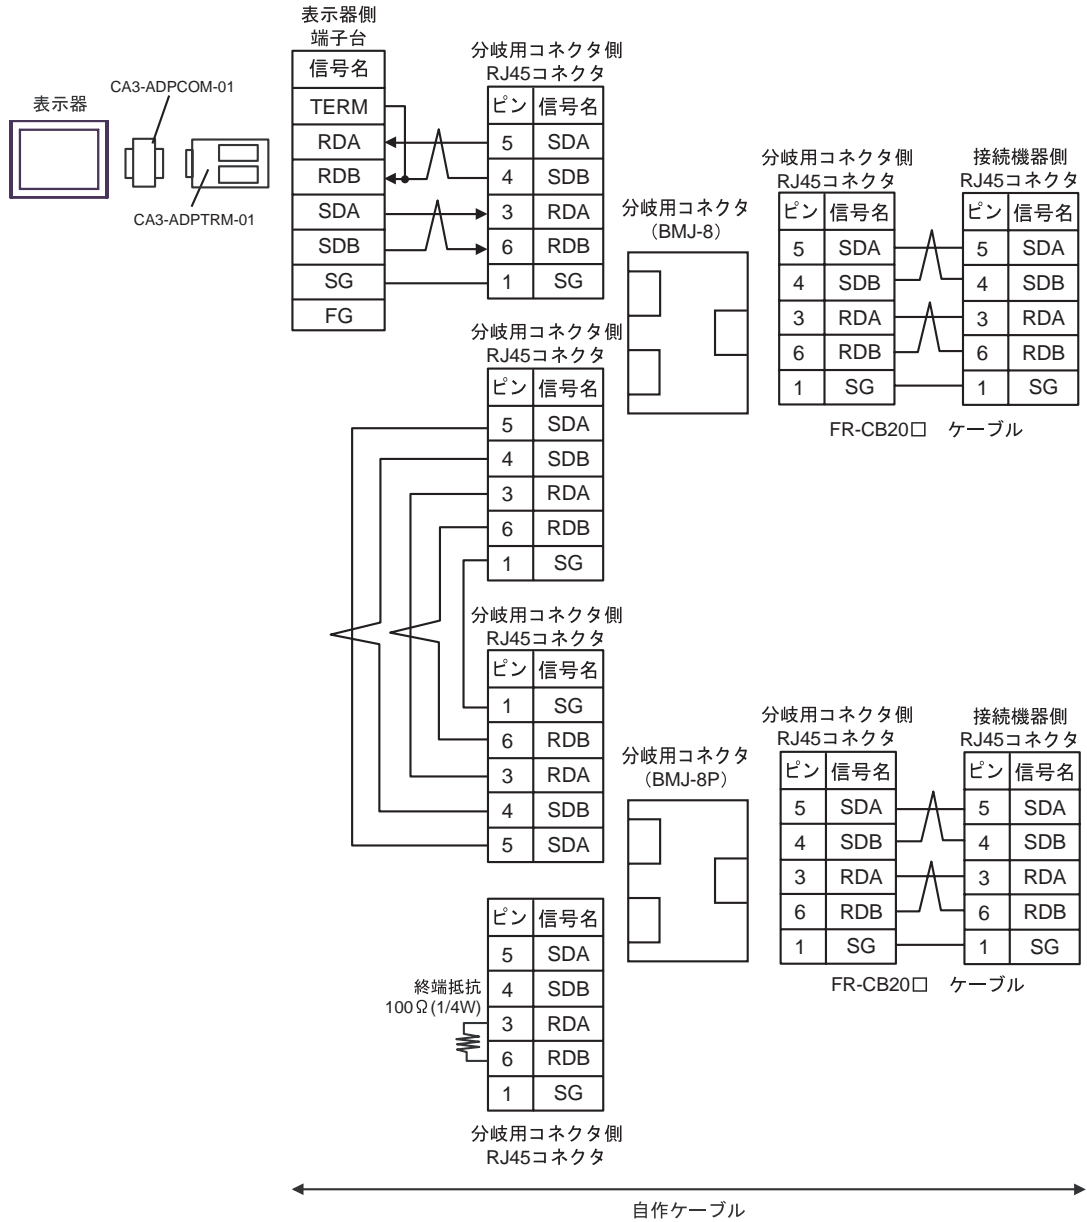 表示器
CA3-ADPCOM-01
CA3-ADPTRM-01
表示器側
端子台
信号名
TERM
RDA
RDB
SDA
SDB
SG
FG
分岐用コネクタ側
RJ45コネクタ
ピン 信号名
5 SDA
4 SDB
3 RDA
6 RDB
1 SG
分岐用コネクタ
（BMJ-8）
分岐用コネクタ側
RJ45コネクタ
ピン 信号名
5 SDA
4 SDB
3 RDA
6 RDB
1 SG
接続機器側
RJ45コネクタ
ピン 信号名
5 SDA
4 SDB
3 RDA
6 RDB
1 SG
FR-CB20□ ケーブル
分岐用コネクタ側
RJ45コネクタ
ピン 信号名
5 SDA
4 SDB
3 RDA
6 RDB
1 SG
分岐用コネクタ側
RJ45コネクタ
ピン 信号名
1 SG
6 RDB
3 RDA
4 SDB
5 SDA
分岐用コネクタ
（BMJ-8P）
分岐用コネクタ側
RJ45コネクタ
ピン 信号名
5 SDA
4 SDB
3 RDA
6 RDB
1 SG
接続機器側
RJ45コネクタ
ピン 信号名
5 SDA
4 SDB
3 RDA
6 RDB
1 SG
FR-CB20□ ケーブル
終端抵抗
100Ω(1/4W)
ピン 信号名
5 SDA
4 SDB
3 RDA
6 RDB
1 SG
分岐用コネクタ側
RJ45コネクタ
自作ケーブル